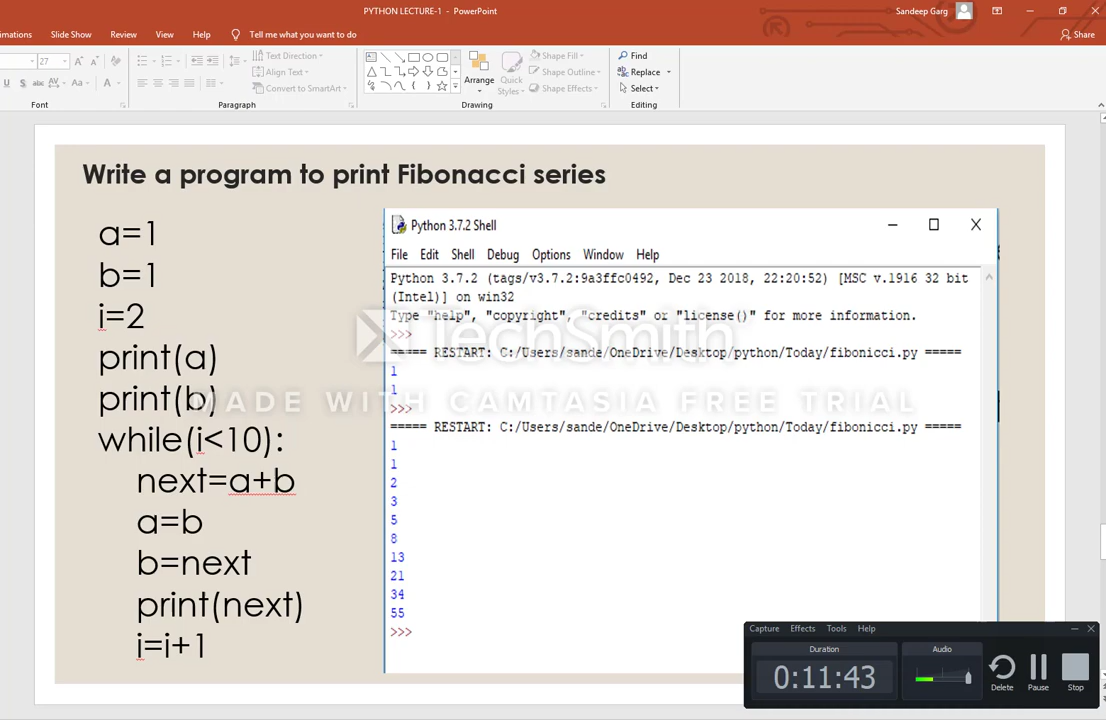 PYTHON LECTURE-1 - PowerPoint
Sandeep Garg
imations Slide Show Review View Help Tell me what you want to do
Share
27 A A Text Direction
Align Text
Convert to SmartArt
U S abc AV Aa A
Arrange Quick Styles
Shape Fill
Shape Outline
Shape Effects
Find
Replace
Select
Font Paragraph Drawing Editing
Write a program to print Fibonacci series
a=1
b=1
i=2
print(a)
print(b)
while(i<10):
next=a+b
a=b
b=next
print(next)
i=i+1
Python 3.7.2 Shell
File Edit Shell Debug Options Window Help
Python 3.7.2 (tags/v3.7.2:9a3ffc0492, Dec 23 2018, 22:20:52) [MSC v.1916 32 bit
(Intel)] on win32
Type "help", "copyright", "credits" or "license()" for more information.
>>>
===== RESTART: C:/Users/sande/OneDrive/Desktop/python/Today/fibonicci.py =====
1
1
>>>
===== RESTART: C:/Users/sande/OneDrive/Desktop/python/Today/fibonicci.py =====
1
1
2
3
5
8
13
21
34
55
>>>
TechSmith
MADE WITH CAMTASIA FREE TRIAL
Capture Effects Tools Help
Duration Audio
0:11:43
Delete Pause Stop